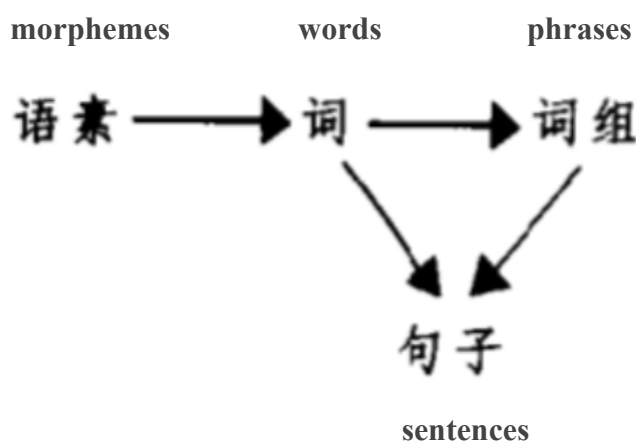 morphemes words phrases
语素 词 词组
句子
sentences